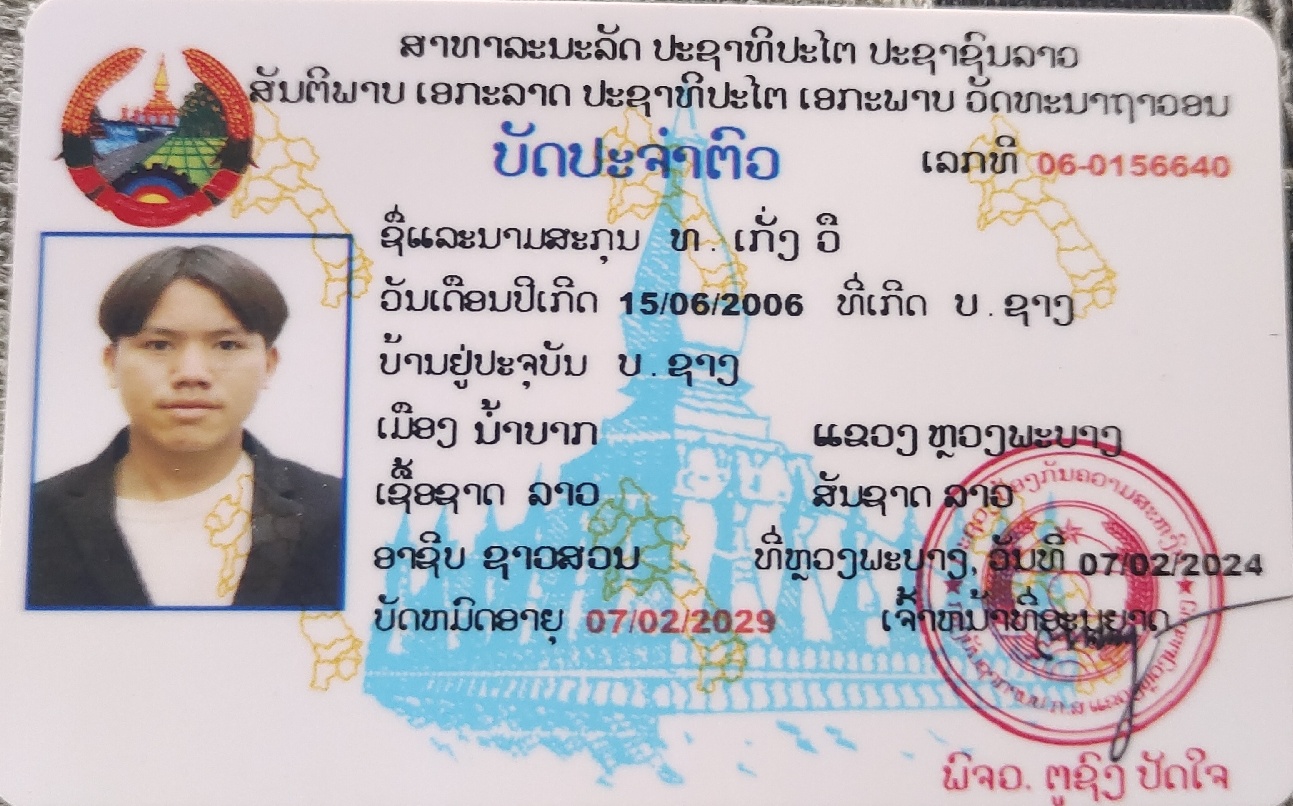 ສາທາລະນະລັດ ປະຊາທິປະໄຕ ປະຊາຊົນລາວ
ສັນຕິພາບ ເອກະລາດ ປະຊາທິປະໄຕ ເອກະພາບ ວັດທະນາຖາວອນ
ບັດປະຈຳຕົວ
ເລກທີ 06-0156640
ຊື່ແລະນາມສະກຸນ ທ. ເກັ່ງ ວື
ວັນເດືອນປີເກີດ 15/06/2006 ທີ່ເກີດ ບ.ຊາງ
ບ້ານຢູ່ປະຈຸບັນ ບ.ຊາງ
ເມືອງ ນ້ຳບາກ ແຂວງ ຫຼວງພະບາງ
ເຊື້ອຊາດ ລາວ ສັນຊາດ ລາວ
ອາຊີບ ຊາວສວນ ທີ່ຫຼວງພະບາງ, ວັນທີ 07/02/2024
ບັດຫມົດອາຍຸ 07/02/2029 ເຈົ້າຫນ້າທີ່ອະນຸຍາດ
ພິຈວ. ຕູຊົງ ປັດໃຈ